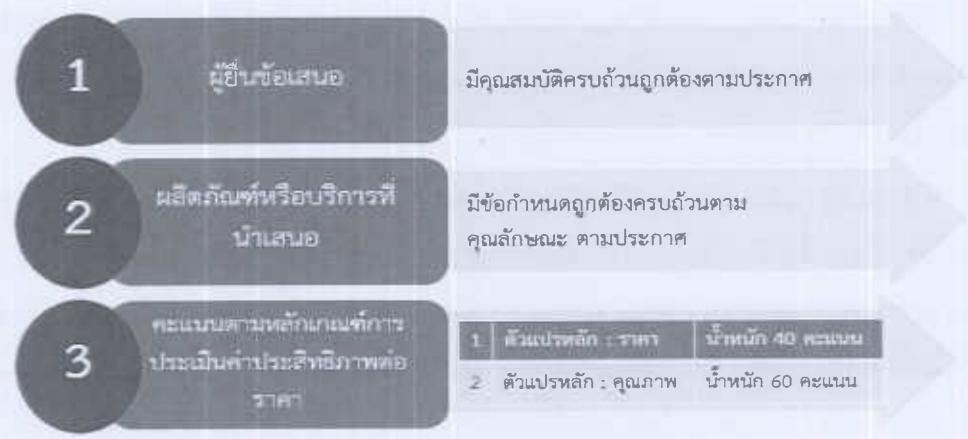 1
ผู้ยื่นข้อเสนอ
มีคุณสมบัติครบถ้วนถูกต้องตามประกาศ
2
ผลิตภัณฑ์หรือบริการที่
นำเสนอ
มีข้อกำหนดถูกต้องครบถ้วนตาม
คุณลักษณะ ตามประกาศ
3
คะแนนตามหลักเกณฑ์การ
ประเมินค่าประสิทธิภาพต่อ
ราคา
1 ตัวแปรหลัก : ราคา น้ำหนัก 40 คะแนน
2 ตัวแปรหลัก : คุณภาพ น้ำหนัก 60 คะแนน